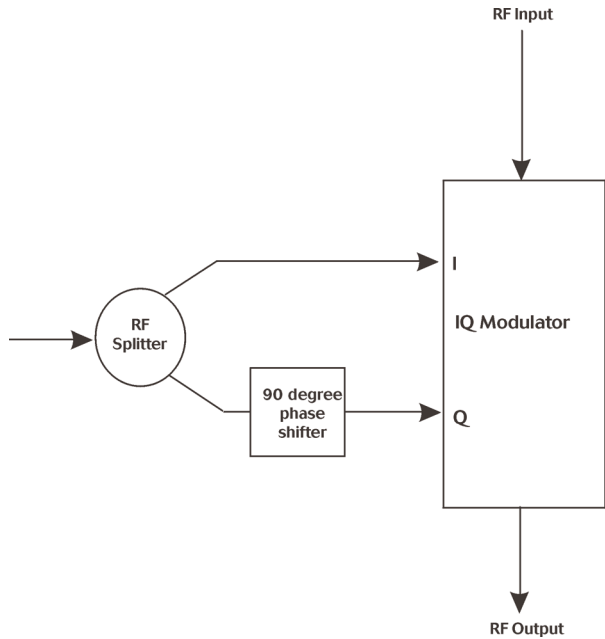 RF Input
I
RF
Splitter
IQ Modulator
90 degree
phase
shifter
Q
RF Output